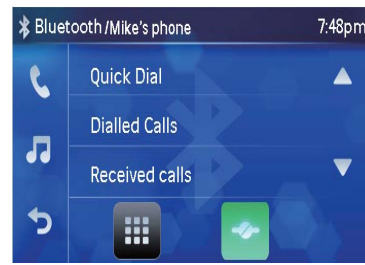 Bluetooth /Mike's phone 7:48pm
Quick Dial
Dialled Calls
Received calls